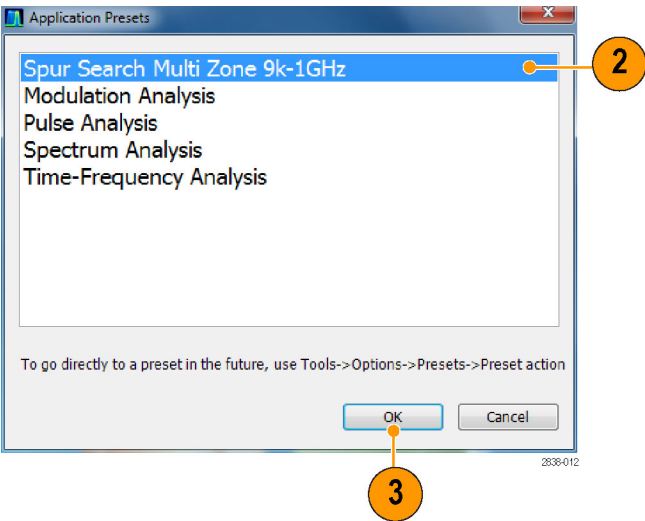 Application Presets
Spur Search Multi Zone 9k-1GHz
2
Modulation Analysis
Pulse Analysis
Spectrum Analysis
Time-Frequency Analysis
To go directly to a preset in the future, use Tools->Options->Presets->Preset action
OK
Cancel
2838-012
3